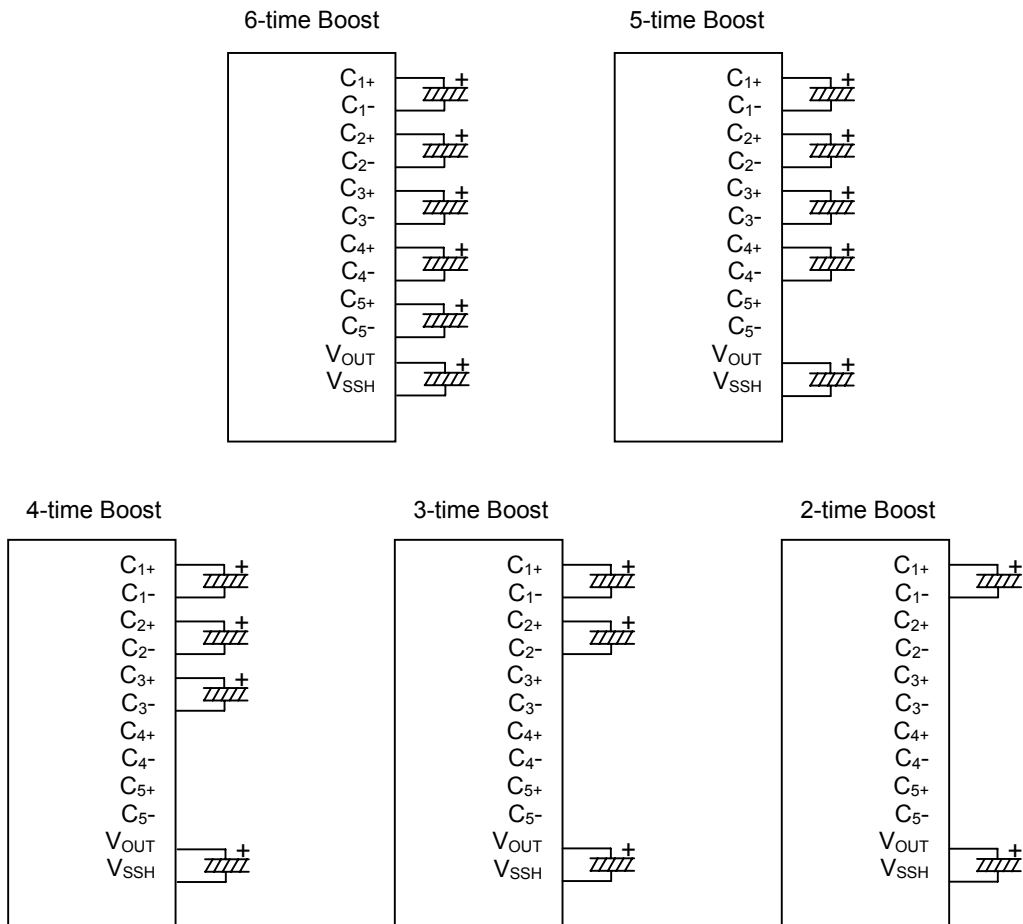 6-time Boost
C1+
+
C1-
C2+
+
C2-
C3+
+
C3-
C4+
+
C4-
C5+
+
C5-
VOUT
+
VSSH
5-time Boost
C1+
+
C1-
C2+
+
C2-
C3+
+
C3-
C4+
+
C4-
C5+
C5-
VOUT
+
VSSH
4-time Boost
C1+
+
C1-
C2+
+
C2-
C3+
+
C3-
C4+
C4-
C5+
C5-
VOUT
+
VSSH
3-time Boost
C1+
+
C1-
C2+
+
C2-
C3+
C3-
C4+
C4-
C5+
C5-
VOUT
+
VSSH
2-time Boost
C1+
+
C1-
C2+
C2-
C3+
C3-
C4+
C4-
C5+
C5-
VOUT
+
VSSH